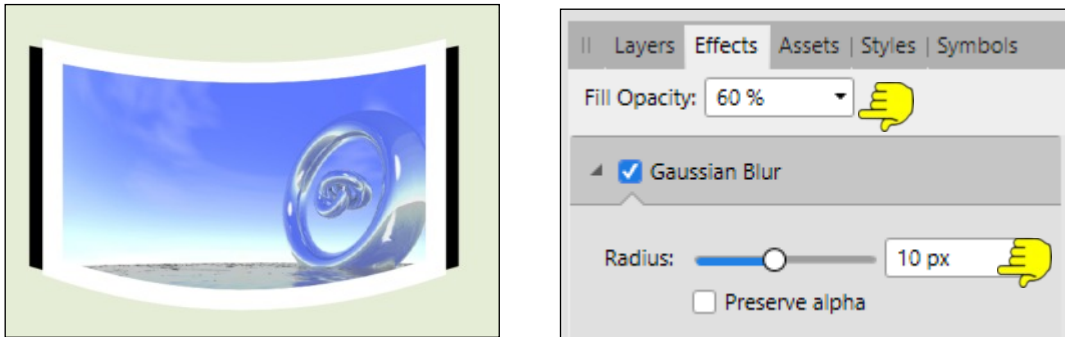 Layers Effects Assets | Styles | Symbols
Fill Opacity: 60 %
Gaussian Blur
Radius: 10 px
Preserve alpha